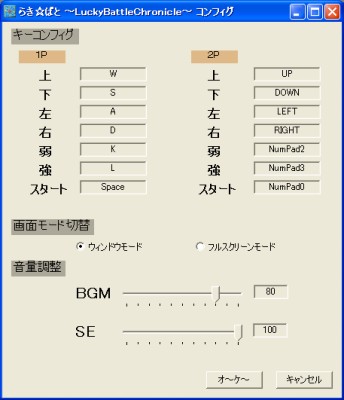 らき☆ばと ～LuckyBattleChronicle～ コンフィグ
キーコンフィグ
1P 2P
上 W 上 UP
下 S 下 DOWN
左 A 左 LEFT
右 D 右 RIGHT
弱 K 弱 NumPad2
強 L 強 NumPad3
スタート Space スタート NumPad0
画面モード切替
ウィンドウモード フルスクリーンモード
音量調整
BGM 80
SE 100
オ～ケ～ キャンセル